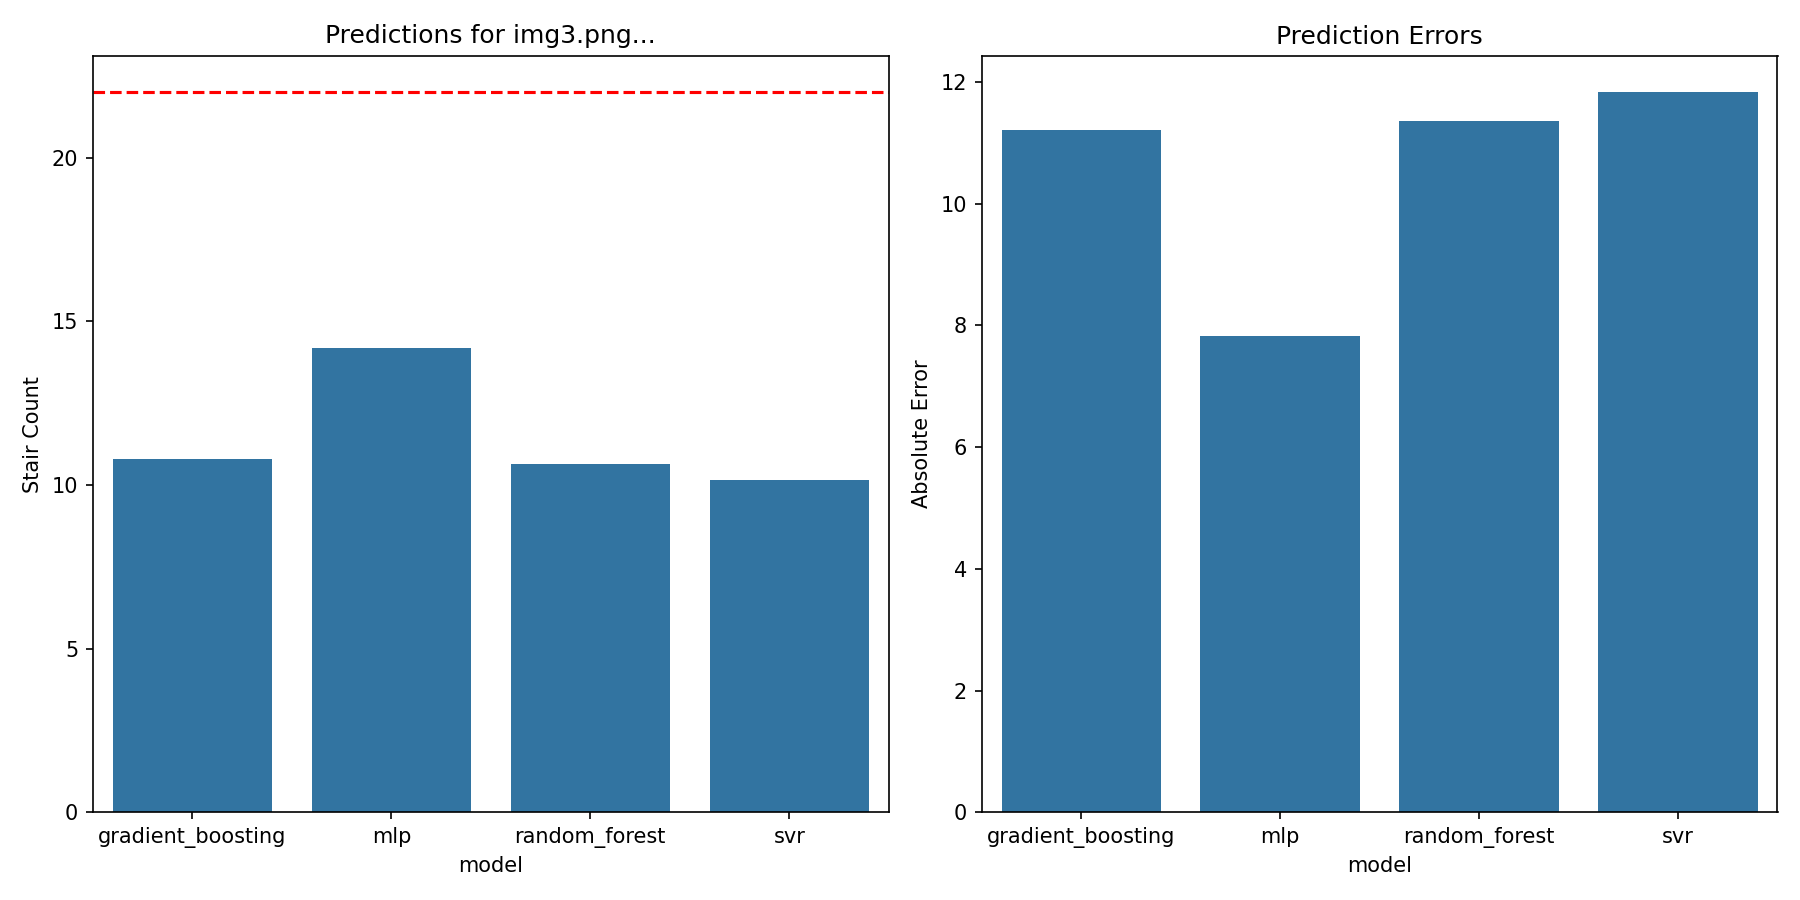 Predictions for img3.png...
Stair Count
20
15
10
5
0
gradient_boosting mlp random_forest svr
model
Prediction Errors
Absolute Error
12
10
8
6
4
2
0
gradient_boosting mlp random_forest svr
model